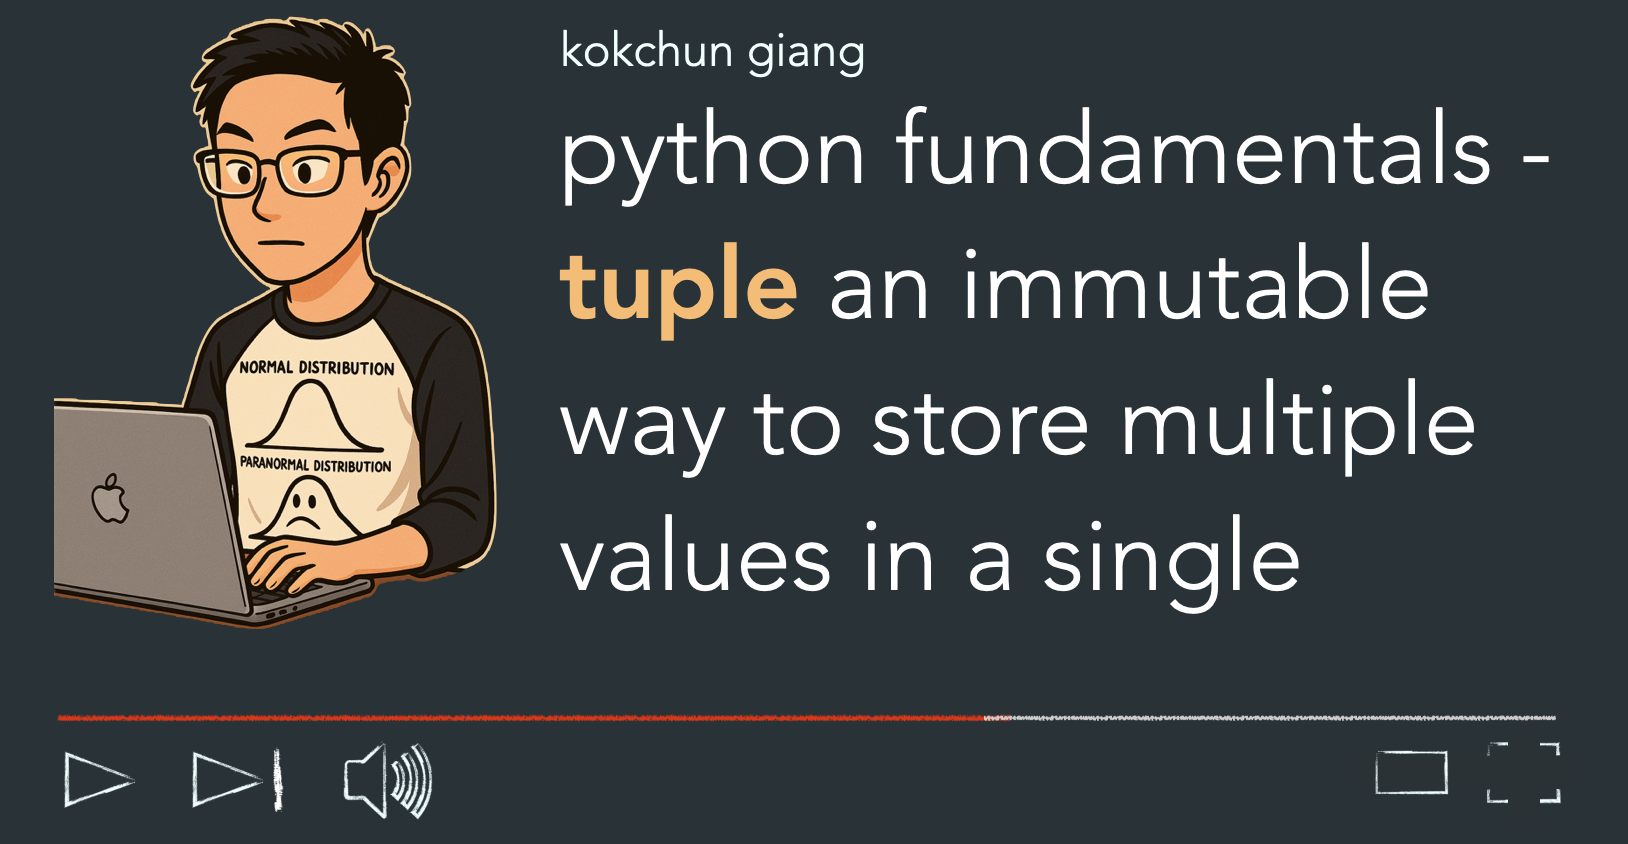 kokchun giang
python fundamentals -
tuple an immutable
way to store multiple
values in a single
NORMAL DISTRIBUTION
PARANORMAL DISTRIBUTION